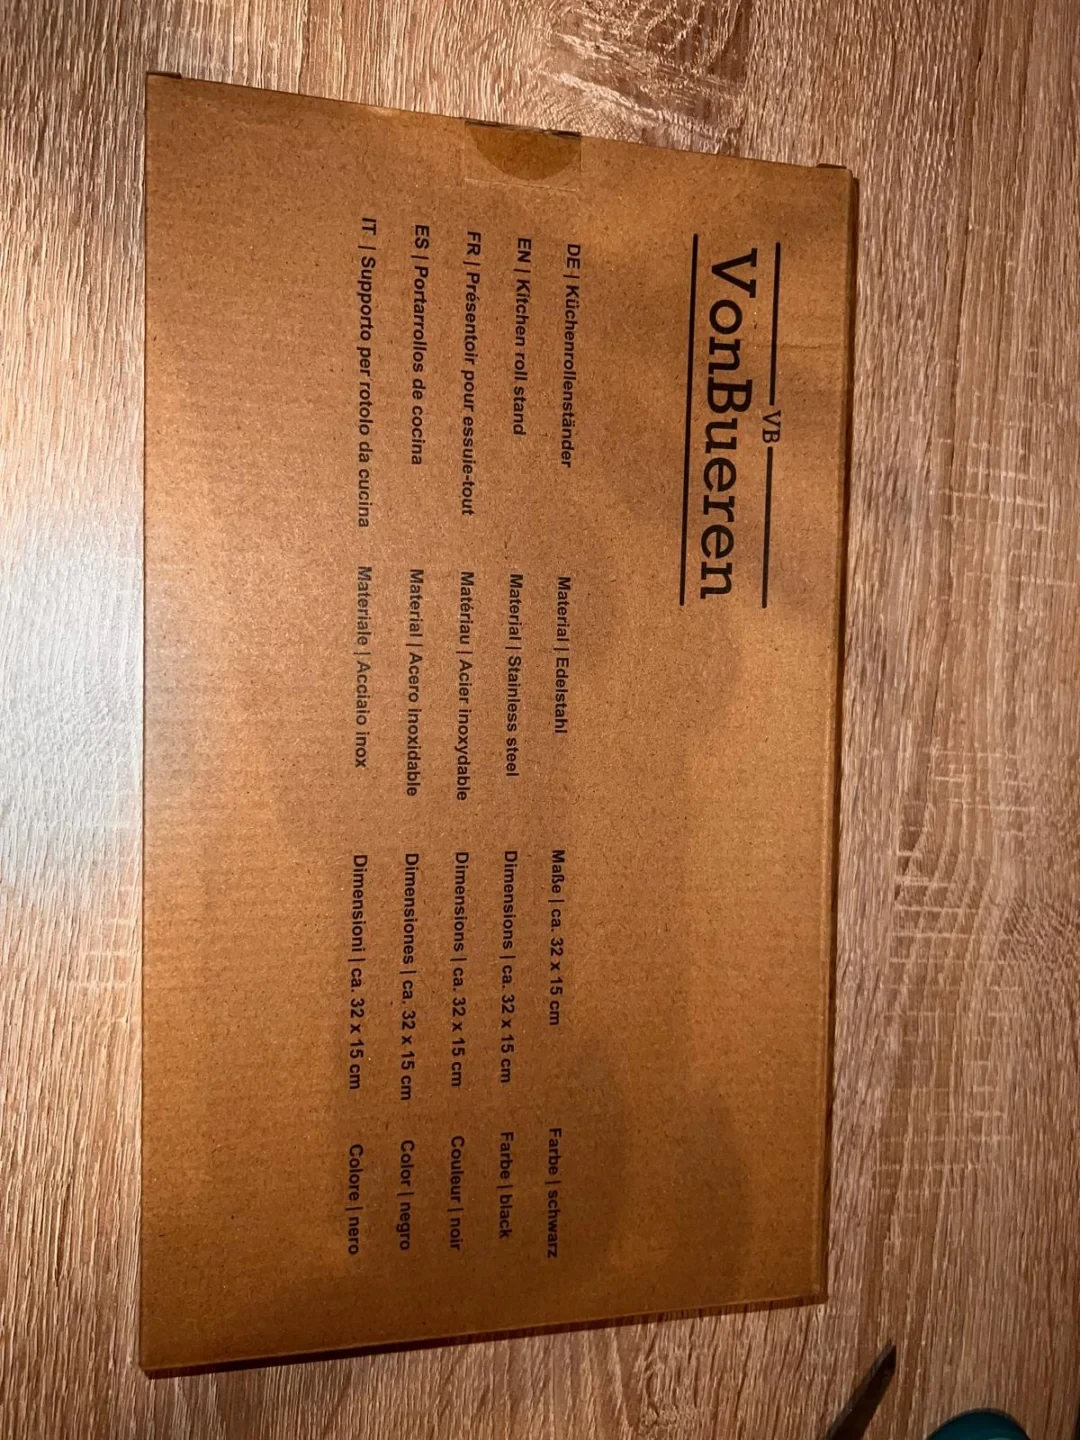 VB
VonBueren
DE | Küchenrollenständer Material | Edelstahl Maße | ca. 32 x 15 cm Farbe | schwarz
EN | Kitchen roll stand Material | Stainless steel Dimensions | ca. 32 x 15 cm Farbe | black
FR | Présentoir pour essuie-tout Matériau | Acier inoxydable Dimensions | ca. 32 x 15 cm Couleur | noir
ES | Portarrollos de cocina Material | Acero inoxidable Dimensiones | ca. 32 x 15 cm Color | negro
IT | Supporto per rotolo da cucina Materiale | Acciaio inox Dimensioni | ca. 32 x 15 cm Colore | nero